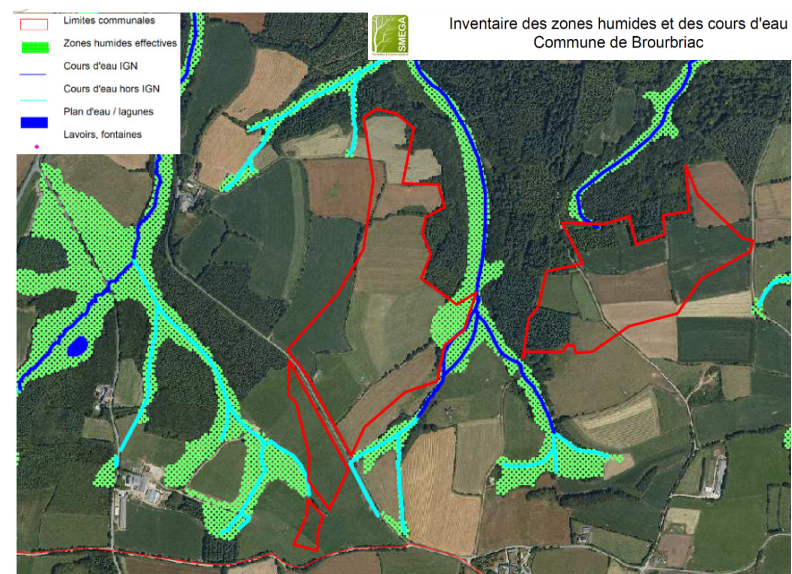 Limites communales
Zones humides effectives
Cours d'eau IGN
Cours d'eau hors IGN
Plan d'eau / lagunes
Lavoirs, fontaines
SMEGA
Inventaire des zones humides et des cours d'eau
Commune de Brourbriac